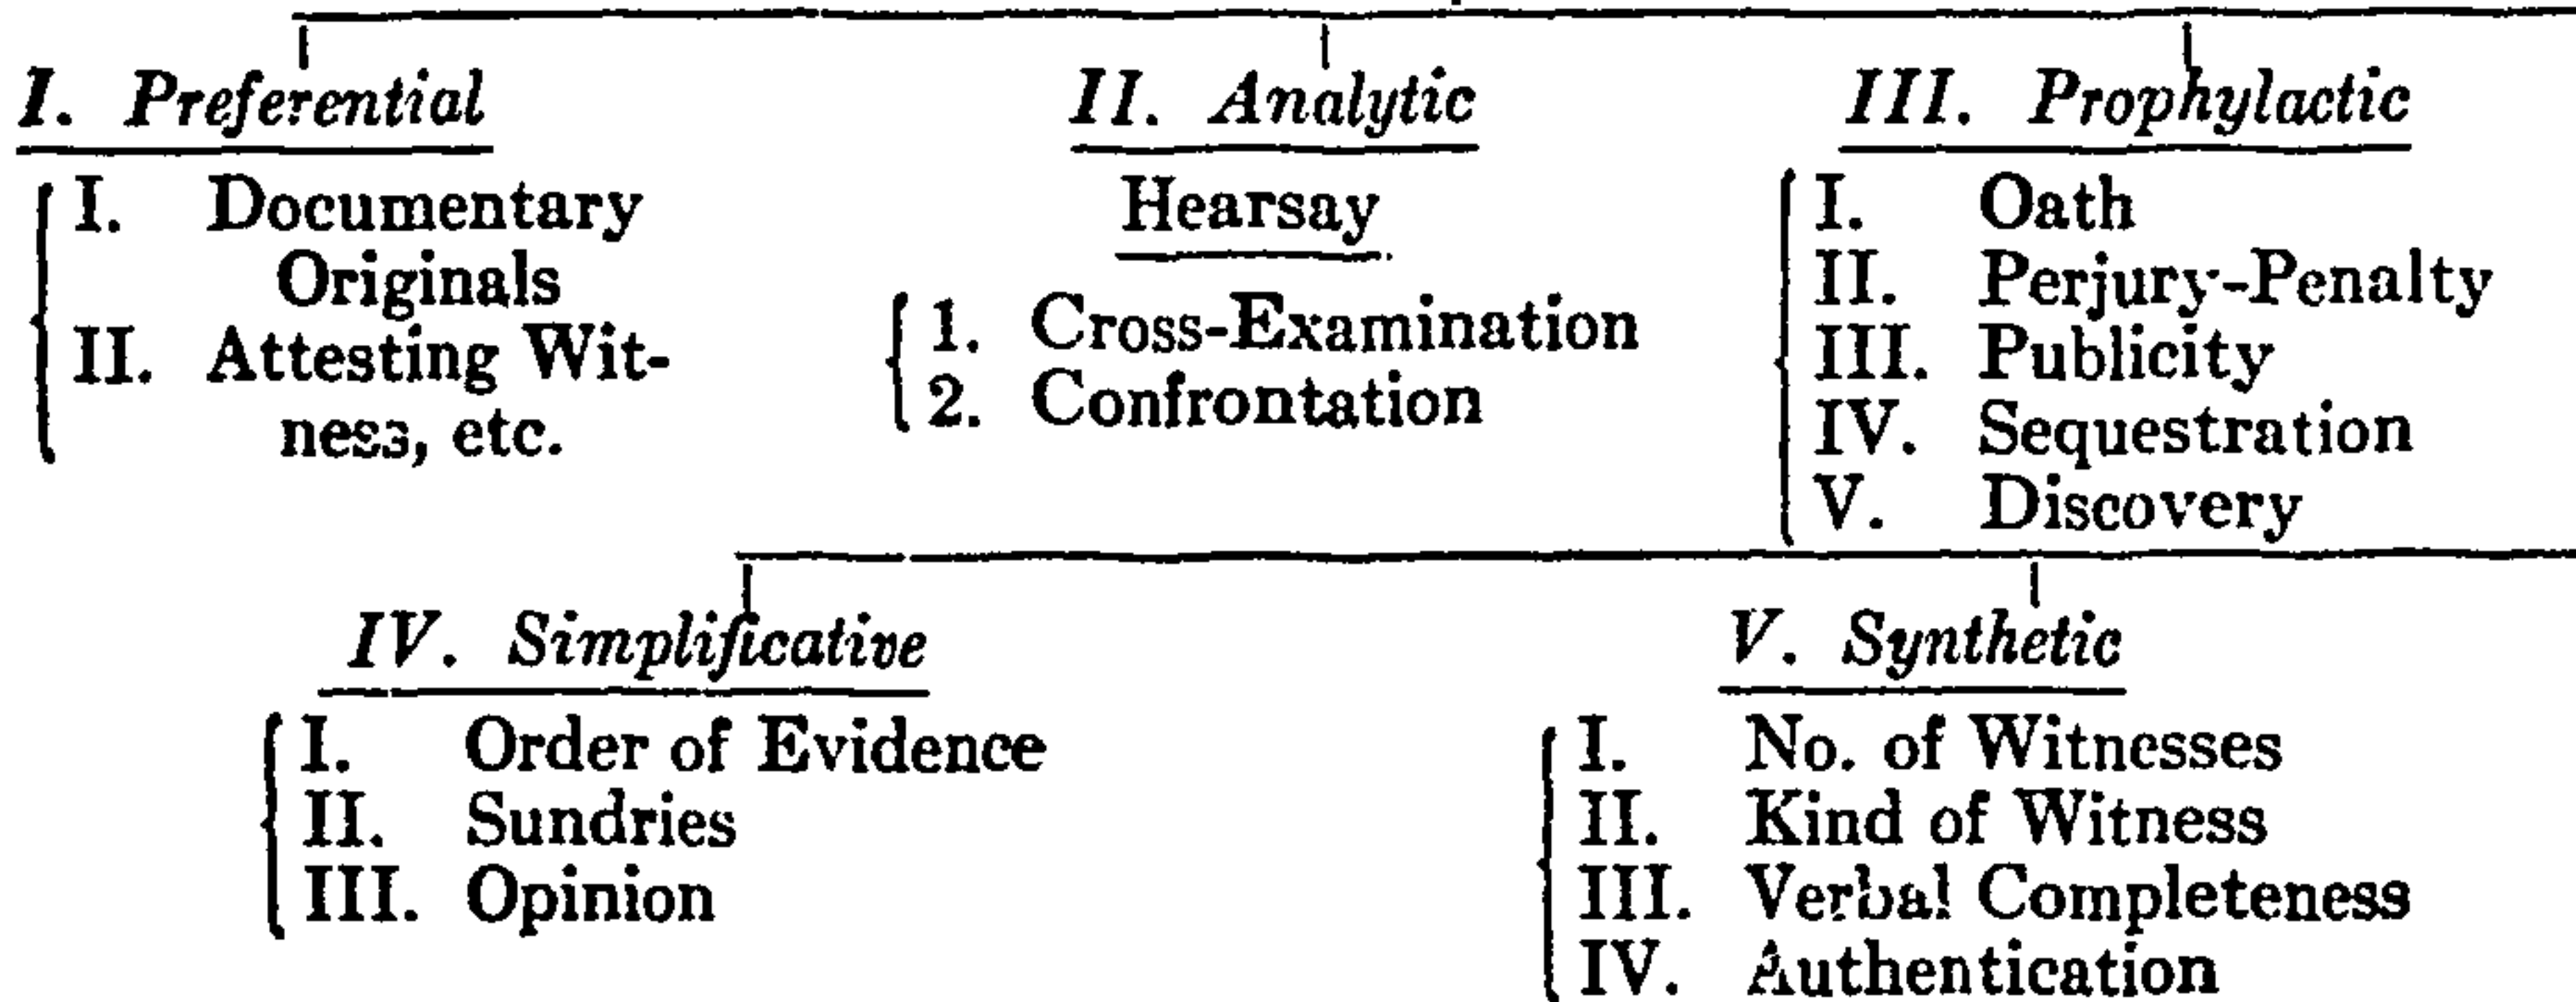 I. Preferential
I. Documentary
Originals
II. Attesting Wit-
ness, etc.
II. Analytic
Hearsay
1. Cross-Examination
2. Confrontation
III. Prophylactic
I. Oath
II. Perjury-Penalty
III. Publicity
IV. Sequestration
V. Discovery
IV. Simplificative
I. Order of Evidence
II. Sundries
III. Opinion
V. Synthetic
I. No. of Witnesses
II. Kind of Witness
III. Verbal Completeness
IV. Authentication